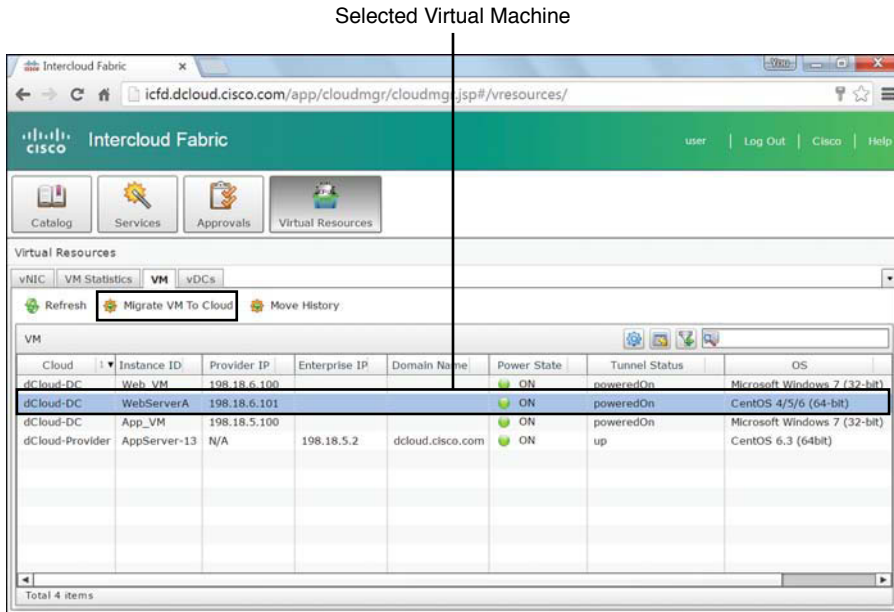 Selected Virtual Machine
Intercloud Fabric
You
icfd.dcloud.cisco.com/app/cloudmgr/cloudmgr.jsp#/vresources/
CISCO Intercloud Fabric
user | Log Out | Cisco | Help
Catalog Services Approvals Virtual Resources
Virtual Resources
vNIC VM Statistics VM vDCs
Refresh Migrate VM To Cloud Move History
VM
Cloud 1 Instance ID Provider IP Enterprise IP Domain Name Power State Tunnel Status OS
dCloud-DC Web_VM 198.18.6.100 ON poweredOn Microsoft Windows 7 (32-bit)
dCloud-DC WebServerA 198.18.6.101 ON poweredOn CentOS 4/5/6 (64-bit)
dCloud-DC App_VM 198.18.5.100 ON poweredOn Microsoft Windows 7 (32-bit)
dCloud-Provider AppServer-13 N/A 198.18.5.2 dcloud.cisco.com ON up CentOS 6.3 (64bit)
Total 4 items